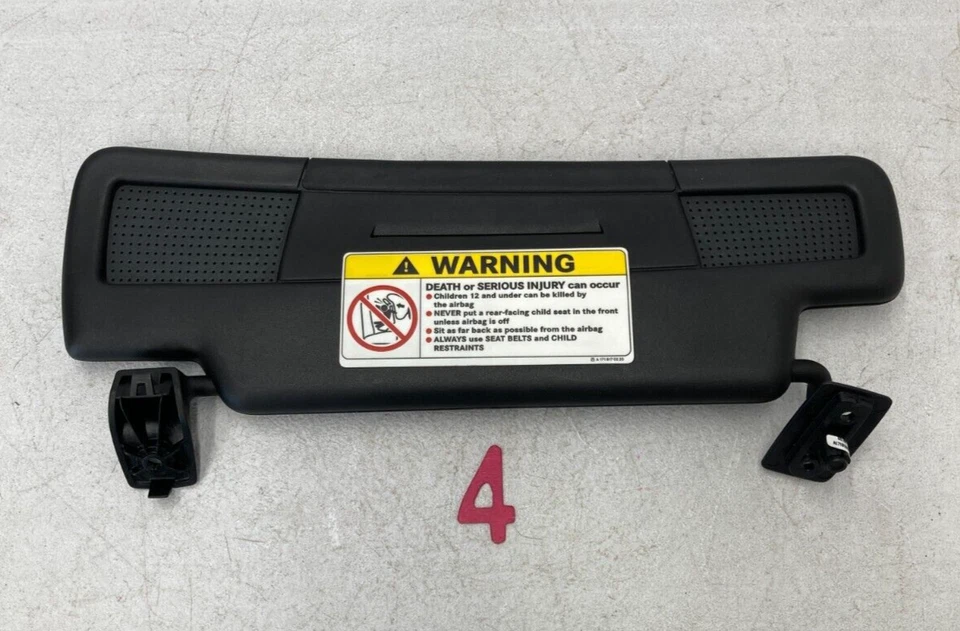 WARNING
DEATH or SERIOUS INJURY can occur
Children 12 and under can be killed by
the airbag
NEVER put a rear-facing child seat in the front
unless airbag is off
Sit as far back as possible from the airbag
ALWAYS use SEAT BELTS and CHILD
RESTRAINTS
4